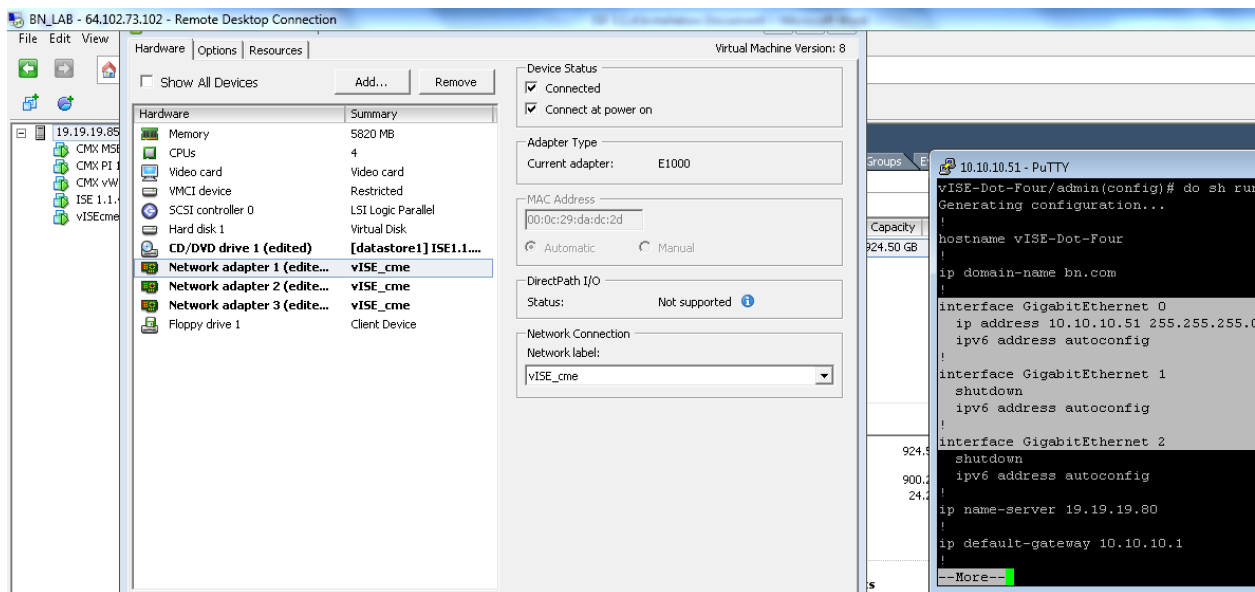 BN_LAB - 64.102.73.102 - Remote Desktop Connection
File Edit View
19.19.19.85
CMX MSE
CMX PI 1
CMX vW
ISE 1.1.
vISEcme
Hardware Options Resources
Virtual Machine Version: 8
Show All Devices
Add... Remove
Hardware Summary
Memory 5820 MB
CPUs 4
Video card Video card
VMCI device Restricted
SCSI controller 0 LSI Logic Parallel
Hard disk 1 Virtual Disk
CD/DVD drive 1 (edited) [datastore1] ISE1.1....
Network adapter 1 (edite... vISE_cme
Network adapter 2 (edite... vISE_cme
Network adapter 3 (edite... vISE_cme
Floppy drive 1 Client Device
Device Status
Connected
Connect at power on
Adapter Type
Current adapter: E1000
MAC Address
00:0c:29:da:dc:2d
Automatic Manual
DirectPath I/O
Status: Not supported
Network Connection
Network label:
vISE_cme
Groups
Capacity
924.50 GB
924.5
900.2
24.2
10.10.10.51 - PuTTY
vISE-Dot-Four/admin(config)# do sh run
Generating configuration...
!
hostname vISE-Dot-Four
!
ip domain-name bn.com
!
interface GigabitEthernet 0
ip address 10.10.10.51 255.255.255.0
ipv6 address autoconfig
!
interface GigabitEthernet 1
shutdown
ipv6 address autoconfig
!
interface GigabitEthernet 2
shutdown
ipv6 address autoconfig
!
ip name-server 19.19.19.80
!
ip default-gateway 10.10.10.1
!
--More--